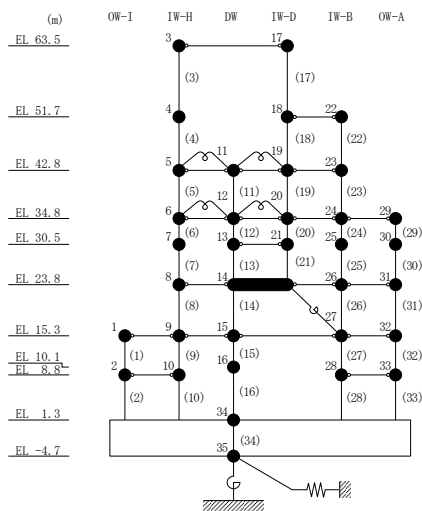 (m) OW-I IW-H DW IW-D IW-B OW-A
EL 63.5 3 17
(3) (17)
EL 51.7 4 18 22
(4) 11 19 (18) (22)
EL 42.8 5 23
(5) 12 (11) 20 (19) (23)
EL 34.8 6 24 29
(6) (12) (20) (24) (29)
EL 30.5 7 13 21 25 30
(7) (13) (21) (25) (30)
EL 23.8 8 14 26 31
(8) (14) 27 (26) (31)
EL 15.3 1 9 15 32
(1) (9) (15) (27) (32)
EL 10.1 16
EL 8.8 2 10 28 33
(2) (10) (16) (28) (33)
EL 1.3 34
(34)
EL -4.7 35